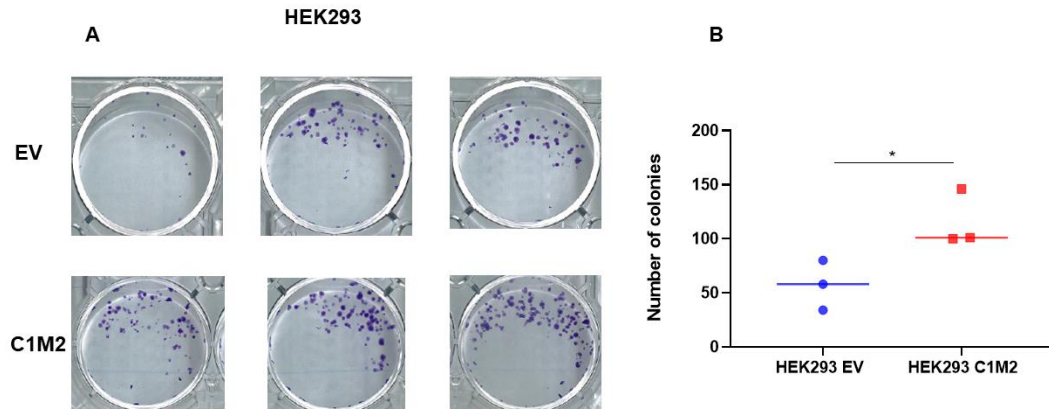 HEK293
A
B
EV
C1M2
Number of colonies
200
150
100
50
0
*
HEK293 EV
HEK293 C1M2